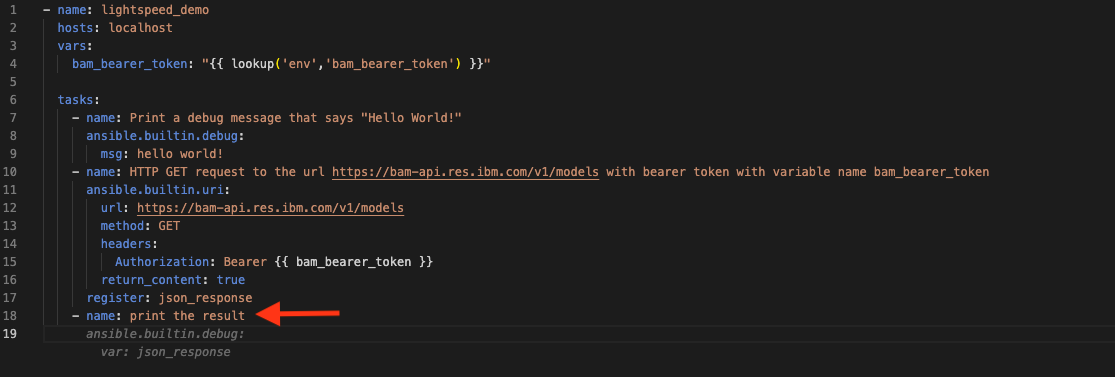 1 - name: lightspeed_demo
2 hosts: localhost
3 vars:
4 bam_bearer_token: "{{ lookup('env','bam_bearer_token') }}"
5
6 tasks:
7 - name: Print a debug message that says "Hello World!"
8 ansible.builtin.debug:
9 msg: hello world!
10 - name: HTTP GET request to the url https://bam-api.res.ibm.com/v1/models with bearer token with variable name bam_bearer_token
11 ansible.builtin.uri:
12 url: https://bam-api.res.ibm.com/v1/models
13 method: GET
14 headers:
15 Authorization: Bearer {{ bam_bearer_token }}
16 return_content: true
17 register: json_response
18 - name: print the result
19 ansible.builtin.debug:
var: json_response